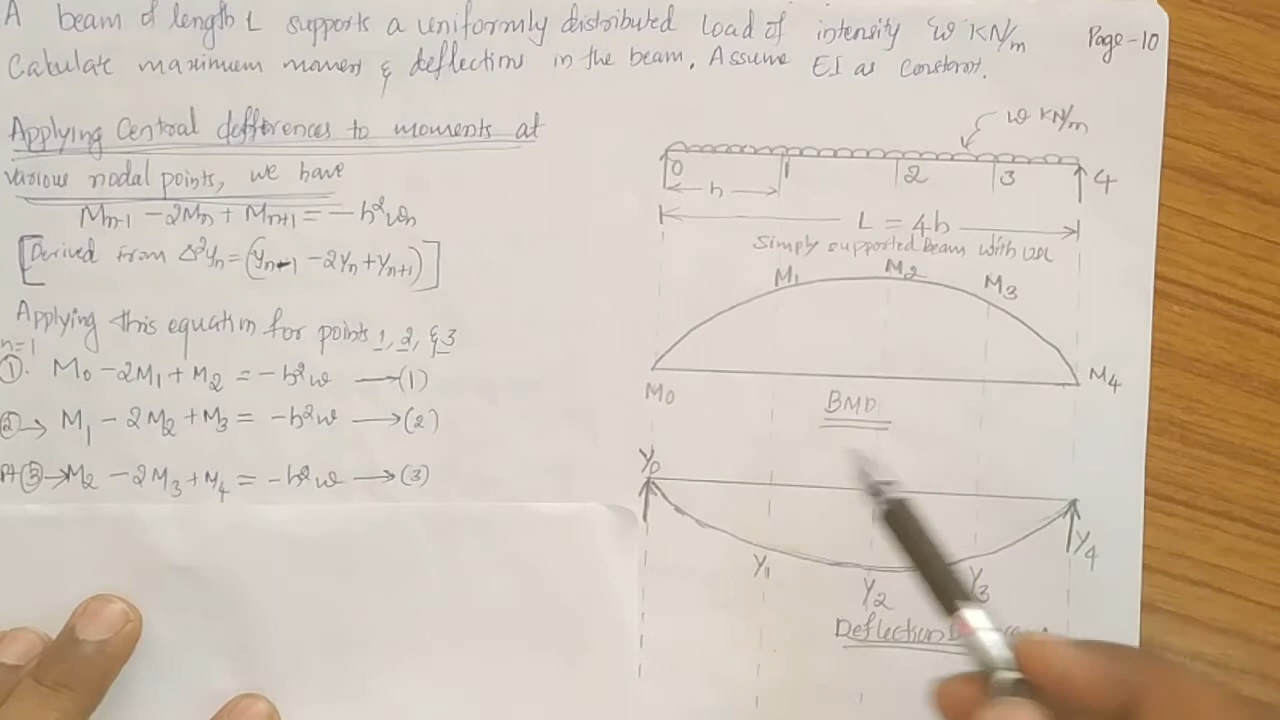 A beam of length L supports a uniformly distributed load of intensity w KN/m
Page-10
Calculate maximum moment & deflections in the beam, Assume EI as constant.
Applying Central differences to moments at
various nodal points, we have
Mn-1 - 2Mn + Mn+1 = -h²wn
[Derived from Δ²yn = (yn-1 - 2yn + yn+1)]
Applying this equation for points 1, 2, & 3
n=1
①. M0 - 2M1 + M2 = -h²w → (1)
② → M1 - 2M2 + M3 = -h²w → (2)
③ → M2 - 2M3 + M4 = -h²w → (3)
w KN/m
0 1 2 3 4
h
L = 4h
Simply supported beam with UDL
M1 M2 M3
M0 M4
BMD
Y0
Y1 Y2 Y3 Y4
Deflection